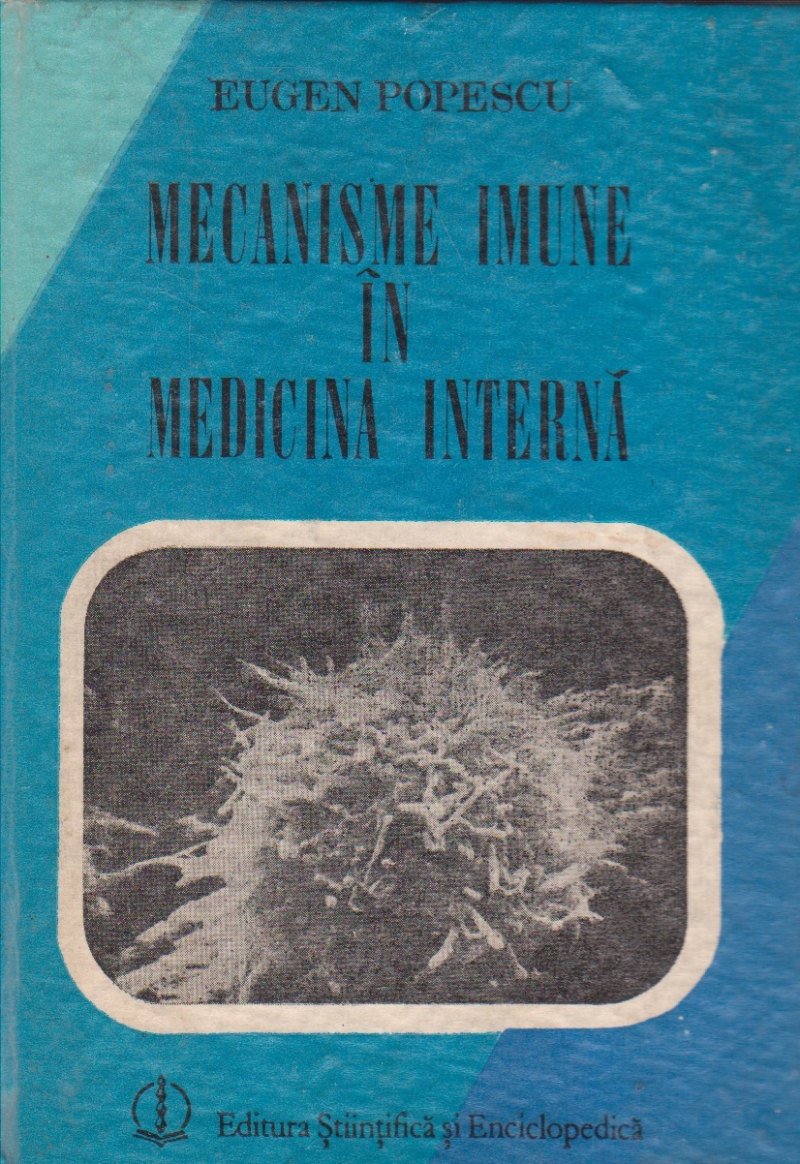 EUGEN POPESCU
MECANISME IMUNE
ÎN
MEDICINA INTERNĂ
Editura Științifică și Enciclopedică